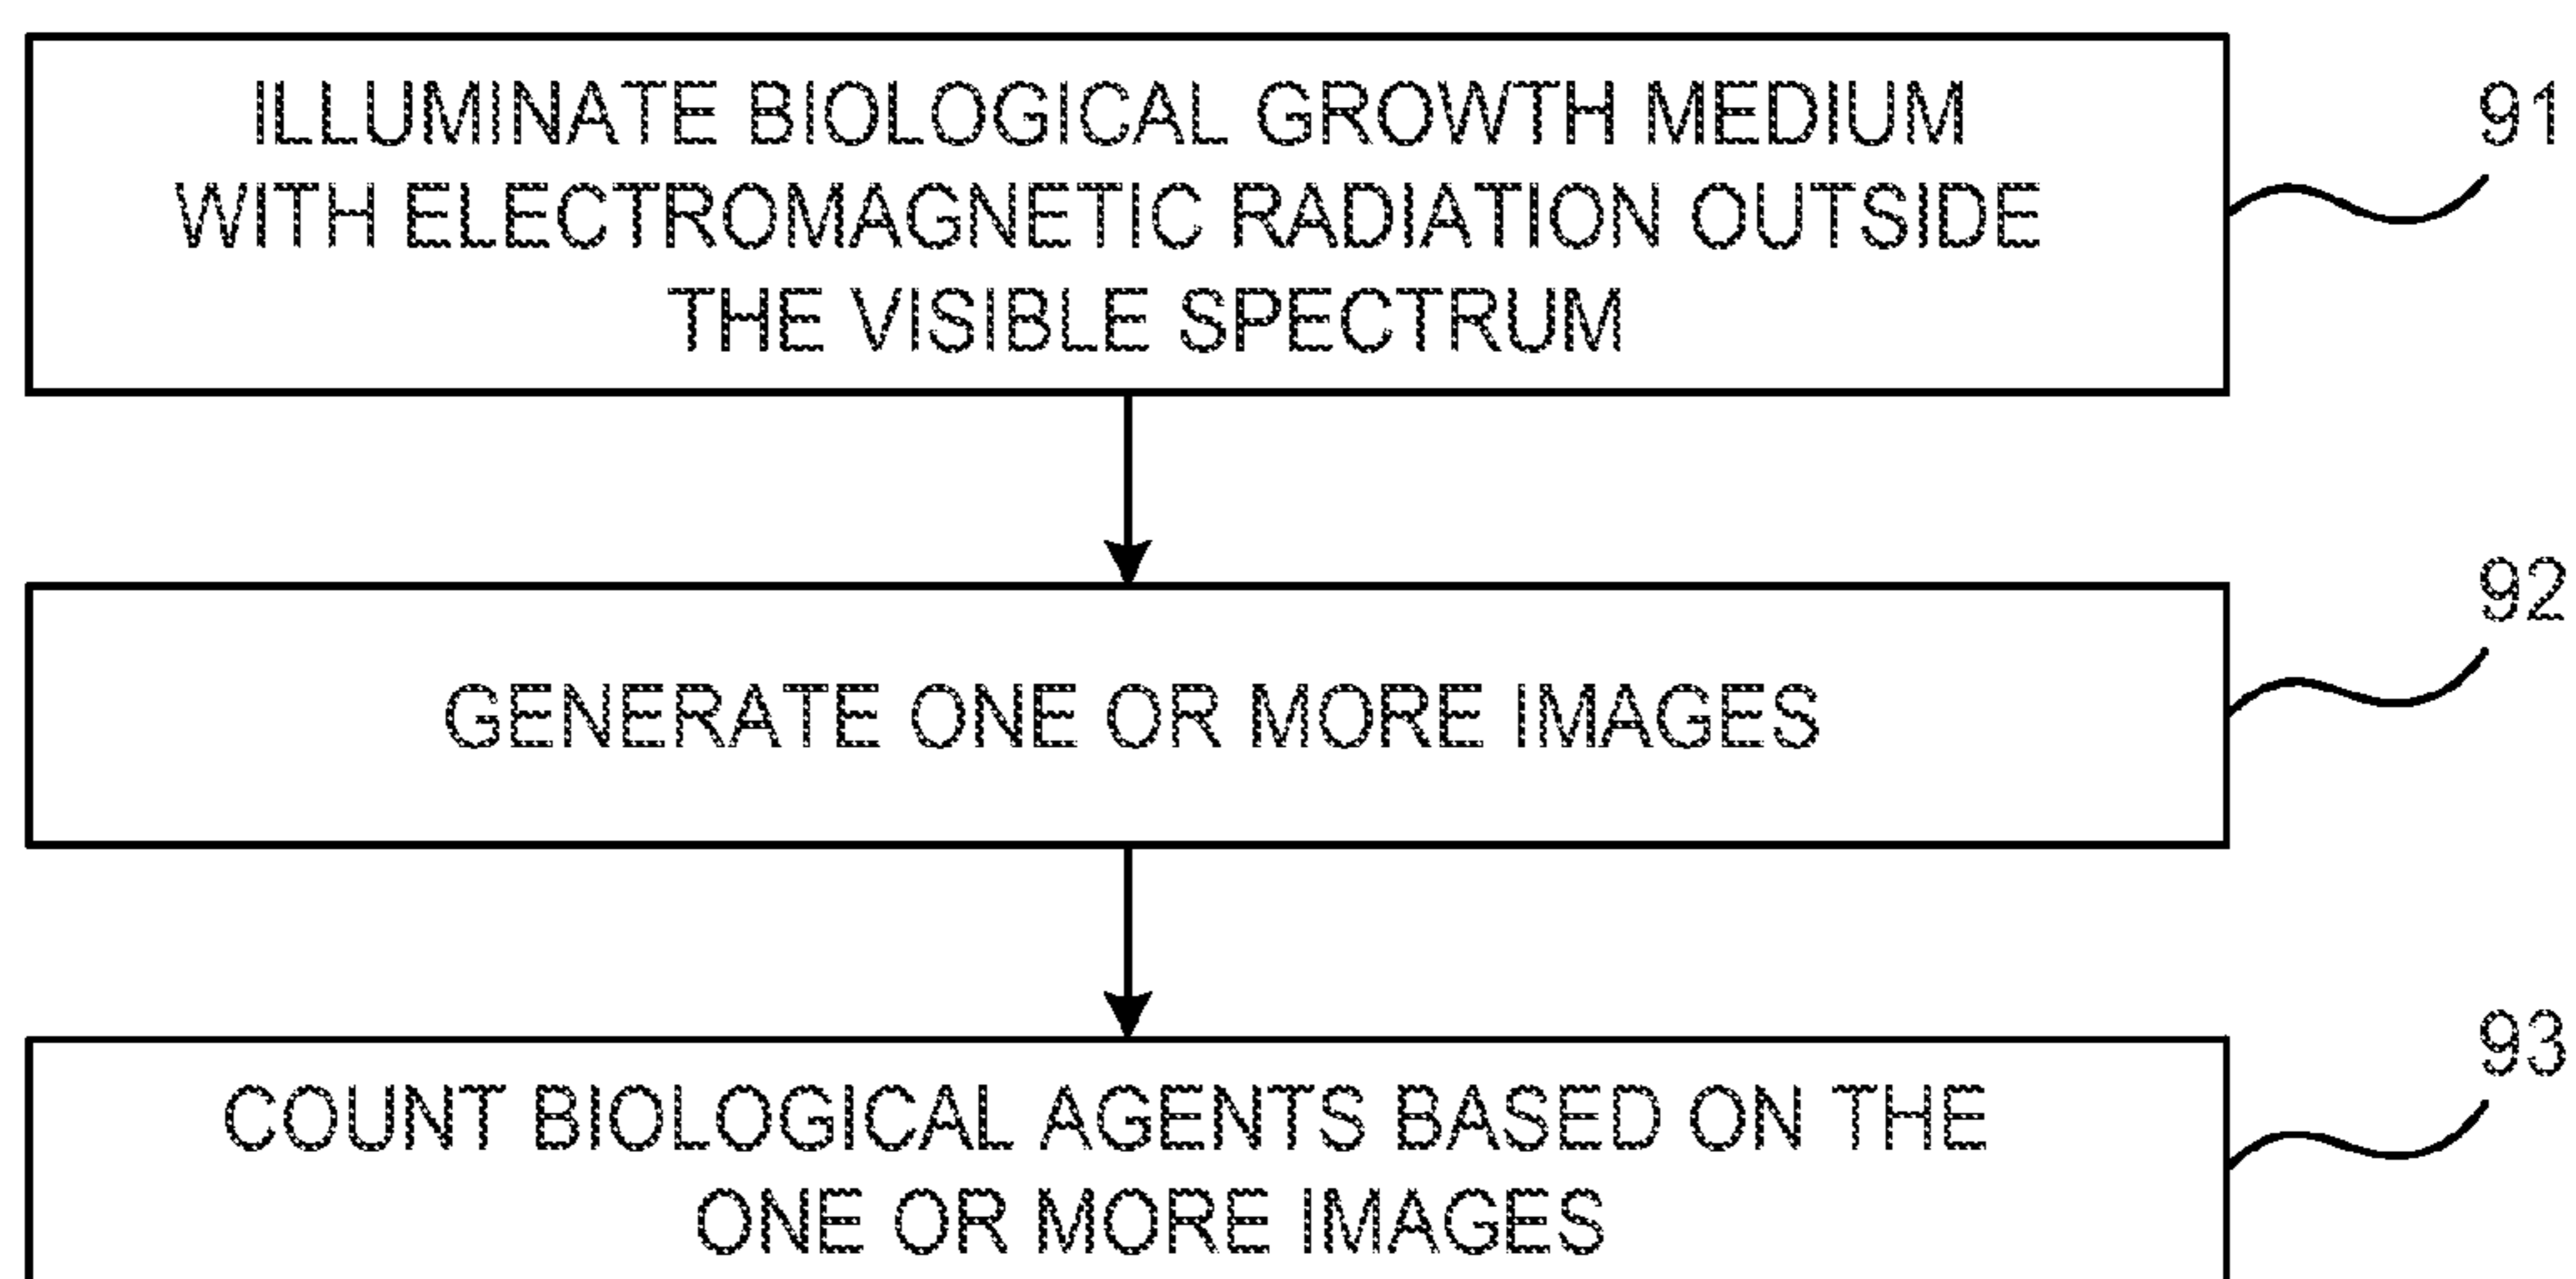 ILLUMINATE BIOLOGICAL GROWTH MEDIUM
WITH ELECTROMAGNETIC RADIATION OUTSIDE
THE VISIBLE SPECTRUM
91
GENERATE ONE OR MORE IMAGES
92
COUNT BIOLOGICAL AGENTS BASED ON THE
ONE OR MORE IMAGES
93